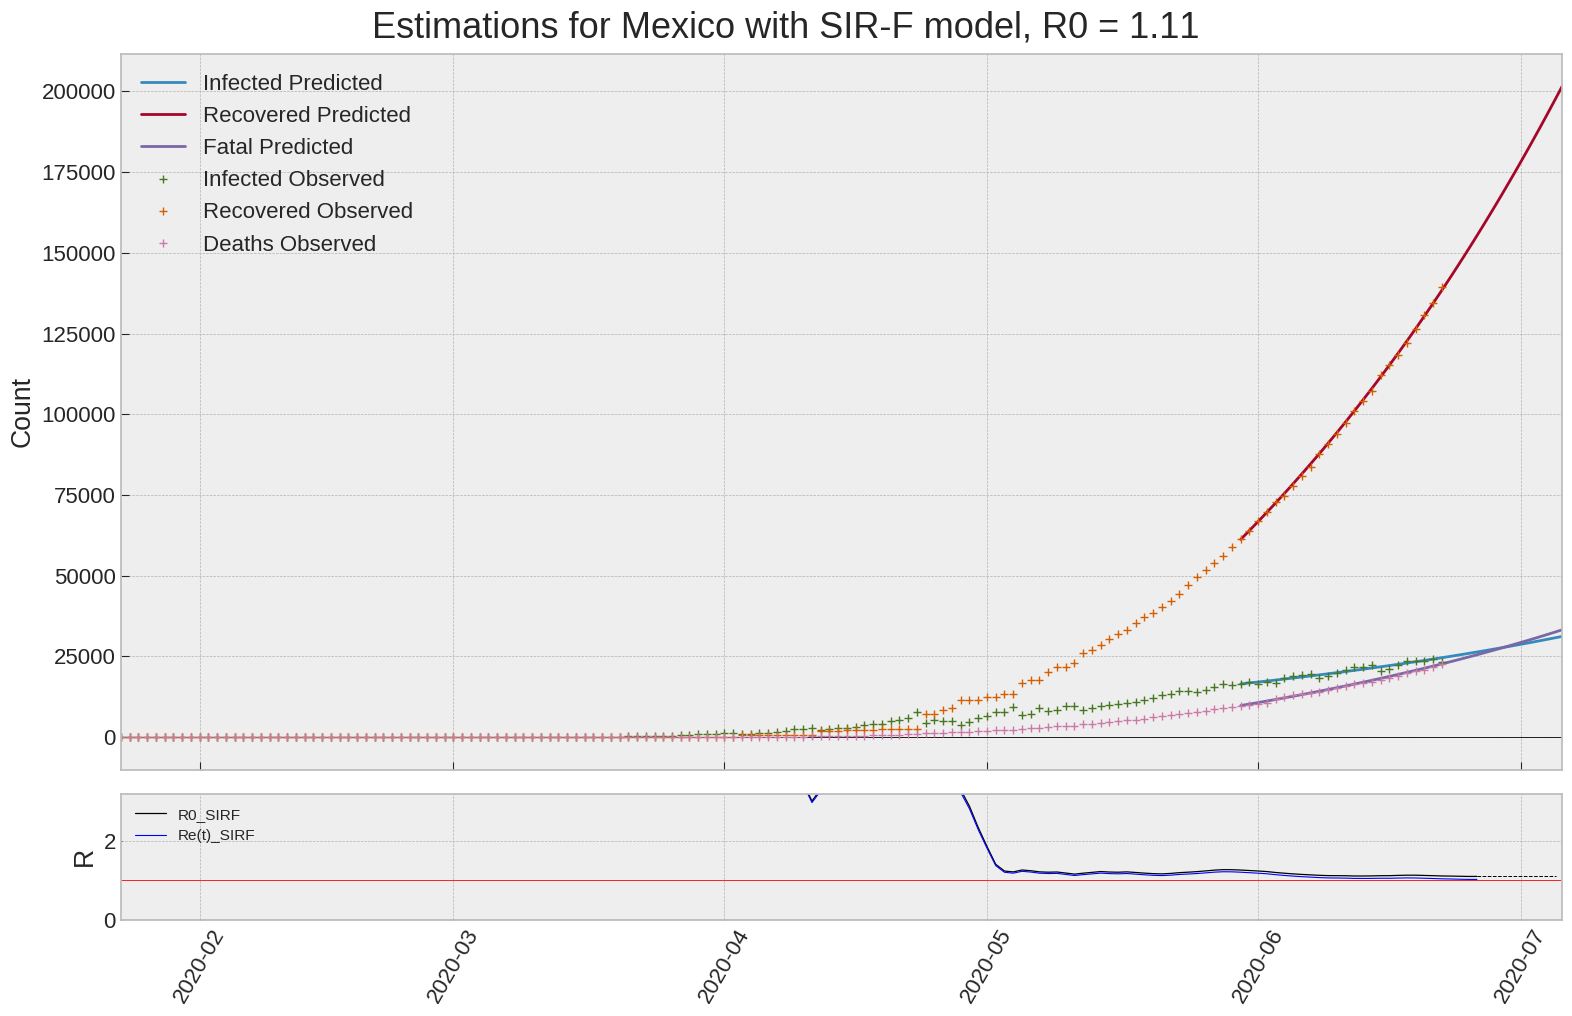 Estimations for Mexico with SIR-F model, R0 = 1.11
Infected Predicted
Recovered Predicted
Fatal Predicted
Infected Observed
Recovered Observed
Deaths Observed
200000
175000
150000
125000
100000
75000
50000
25000
0
Count
R0_SIRF
Re(t)_SIRF
2
0
R
2020-02
2020-03
2020-04
2020-05
2020-06
2020-07